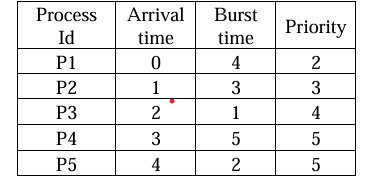 Process Id Arrival time Burst time Priority
P1 0 4 2
P2 1 3 3
P3 2 1 4
P4 3 5 5
P5 4 2 5